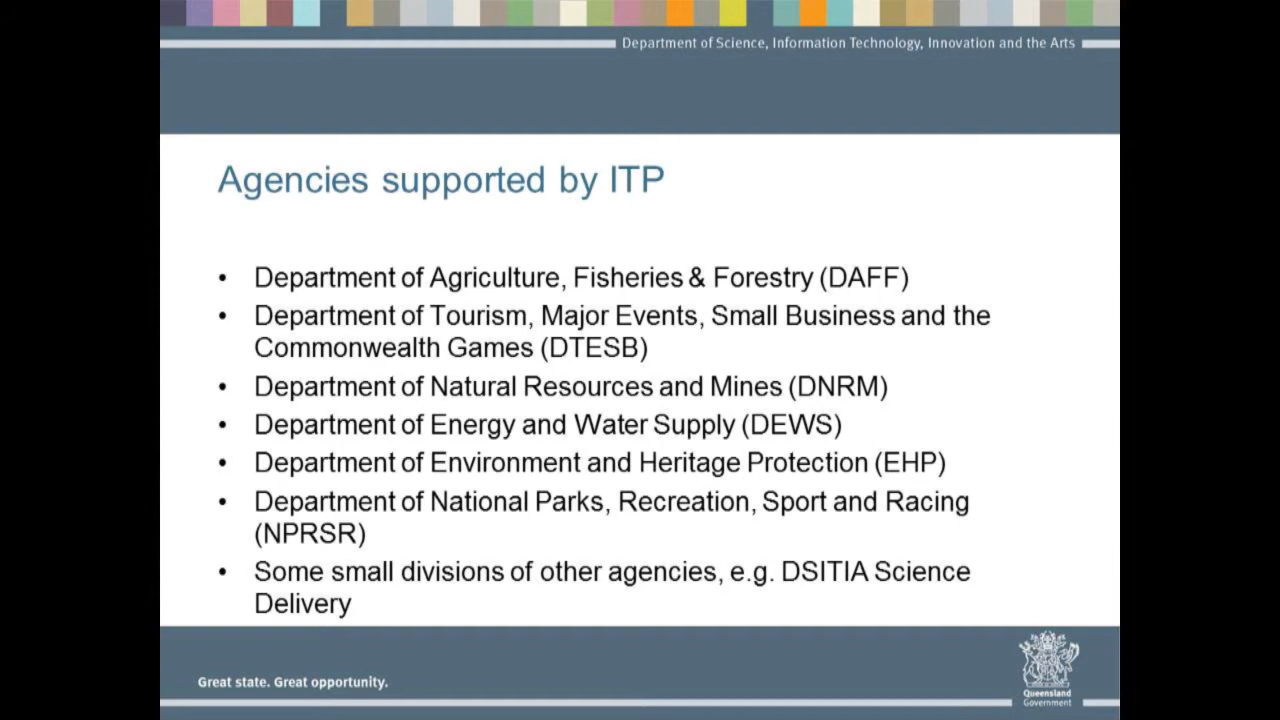 Department of Science, Information Technology, Innovation and the Arts
Agencies supported by ITP
• Department of Agriculture, Fisheries & Forestry (DAFF)
• Department of Tourism, Major Events, Small Business and the
Commonwealth Games (DTESB)
• Department of Natural Resources and Mines (DNRM)
• Department of Energy and Water Supply (DEWS)
• Department of Environment and Heritage Protection (EHP)
• Department of National Parks, Recreation, Sport and Racing
(NPRSR)
• Some small divisions of other agencies, e.g. DSITIA Science
Delivery
Great state. Great opportunity.
Queensland
Government